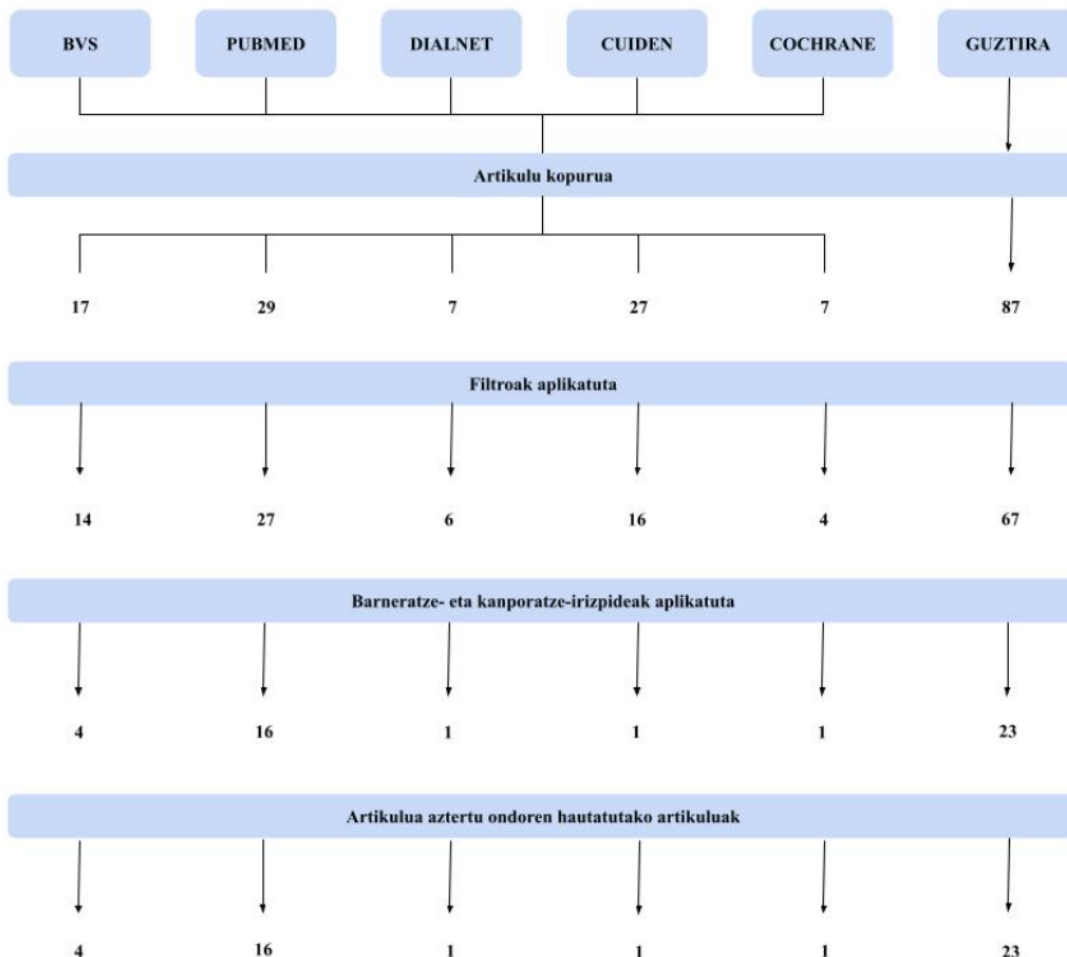 BVS PUBMED DIALNET CUIDEN COCHRANE GUZTIRA
Artikulu kopurua
17 29 7 27 7 87
Filtroak aplikatuta
14 27 6 16 4 67
Barneratze- eta kanporatze-irizpideak aplikatuta
4 16 1 1 1 23
Artikulua aztertu ondoren hautatutako artikuluak
4 16 1 1 1 23